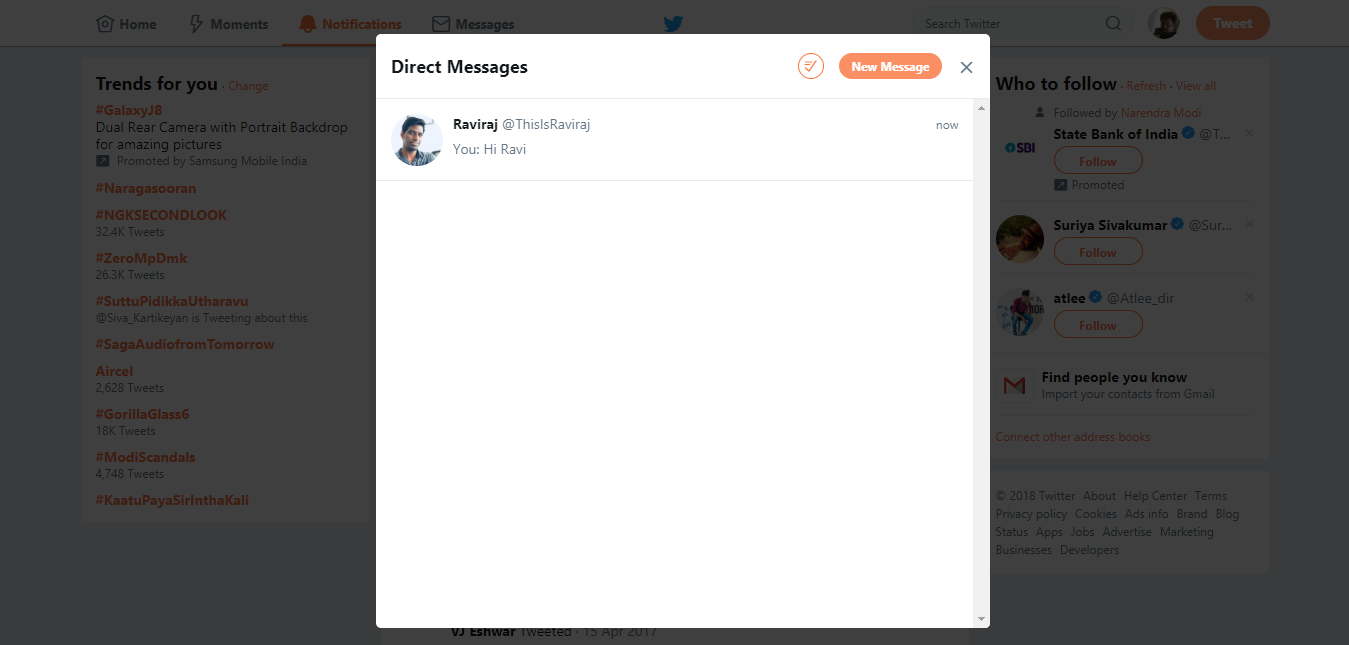 Home Moments Notifications Messages Search Twitter Tweet
Direct Messages New Message
Raviraj @ThisIsRaviraj now
You: Hi Ravi
Trends for you · Change
#GalaxyJ8
Dual Rear Camera with Portrait Backdrop
for amazing pictures
Promoted by Samsung Mobile India
#Naragasooran
#NGKSECONDLOOK
32.4K Tweets
#ZeroMpDmk
26.3K Tweets
#SuttuPidikkaUtharavu
@Siva_Kartikeyan is Tweeting about this
#SagaAudiofromTomorrow
Aircel
2,628 Tweets
#GorillaGlass6
18K Tweets
#ModiScandals
4,748 Tweets
#KaatuPayaSirInthaKali
Who to follow · Refresh · View all
Followed by Narendra Modi
SBI
State Bank of India @T...
Follow
Promoted
Suriya Sivakumar @Sur...
Follow
atlee @Atlee_dir
Follow
Find people you know
Import your contacts from Gmail
Connect other address books
© 2018 Twitter About Help Center Terms
Privacy policy Cookies Ads info Brand Blog
Status Apps Jobs Advertise Marketing
Businesses Developers
VJ Eshwar Tweeted · 15 Apr 2017